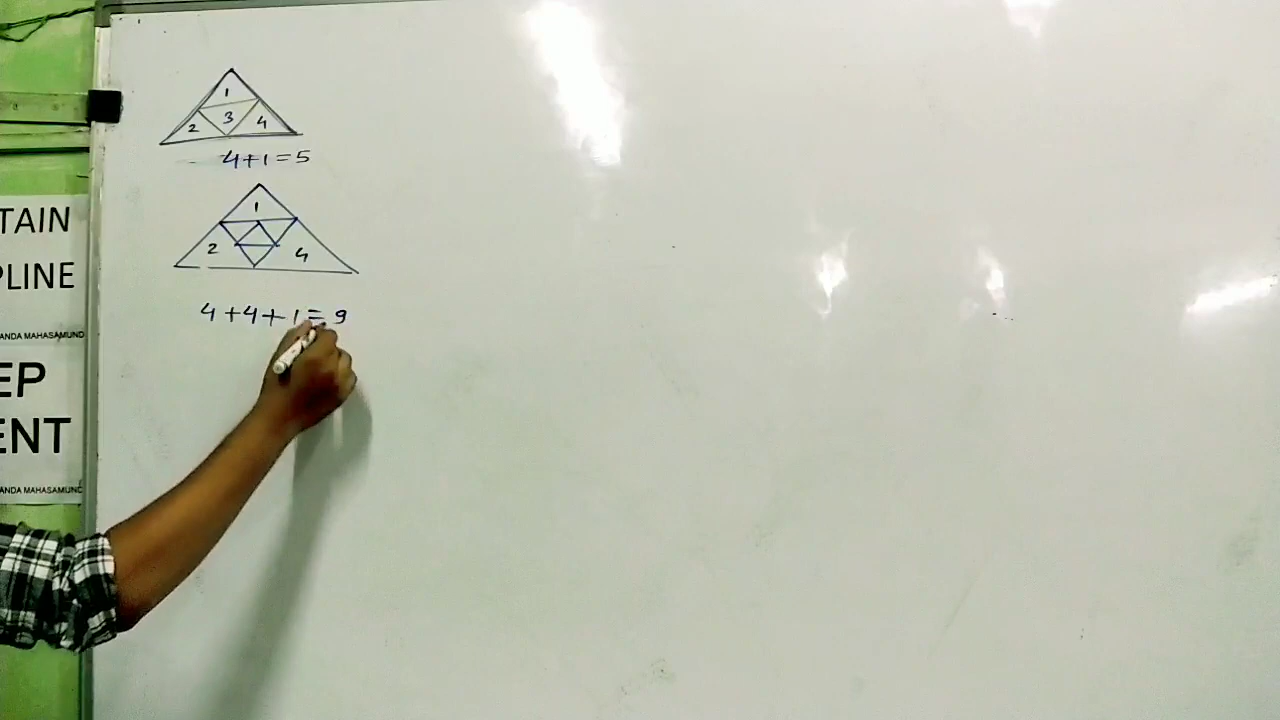 1
2 3 4
4+1=5
1
2 4
4+4+1=9
TAIN
PLINE
ANDA MAHASAMUND
EP
ENT
ANDA MAHASAMUND